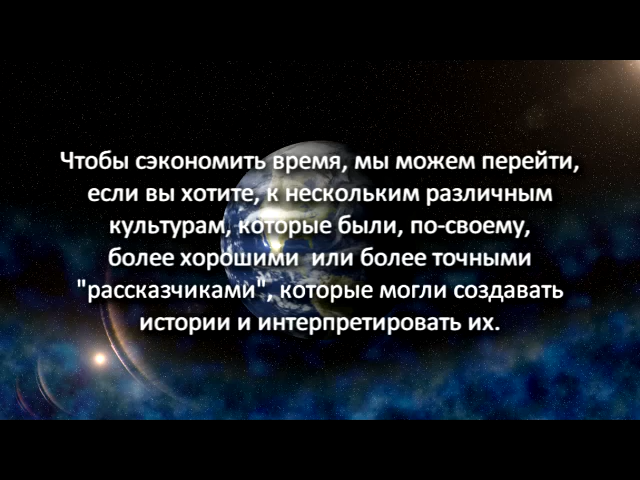 Чтобы сэкономить время, мы можем перейти,
если вы хотите, к нескольким различным
культурам, которые были, по-своему,
более хорошими  или более точными
"рассказчиками", которые могли создавать
истории и интерпретировать их.